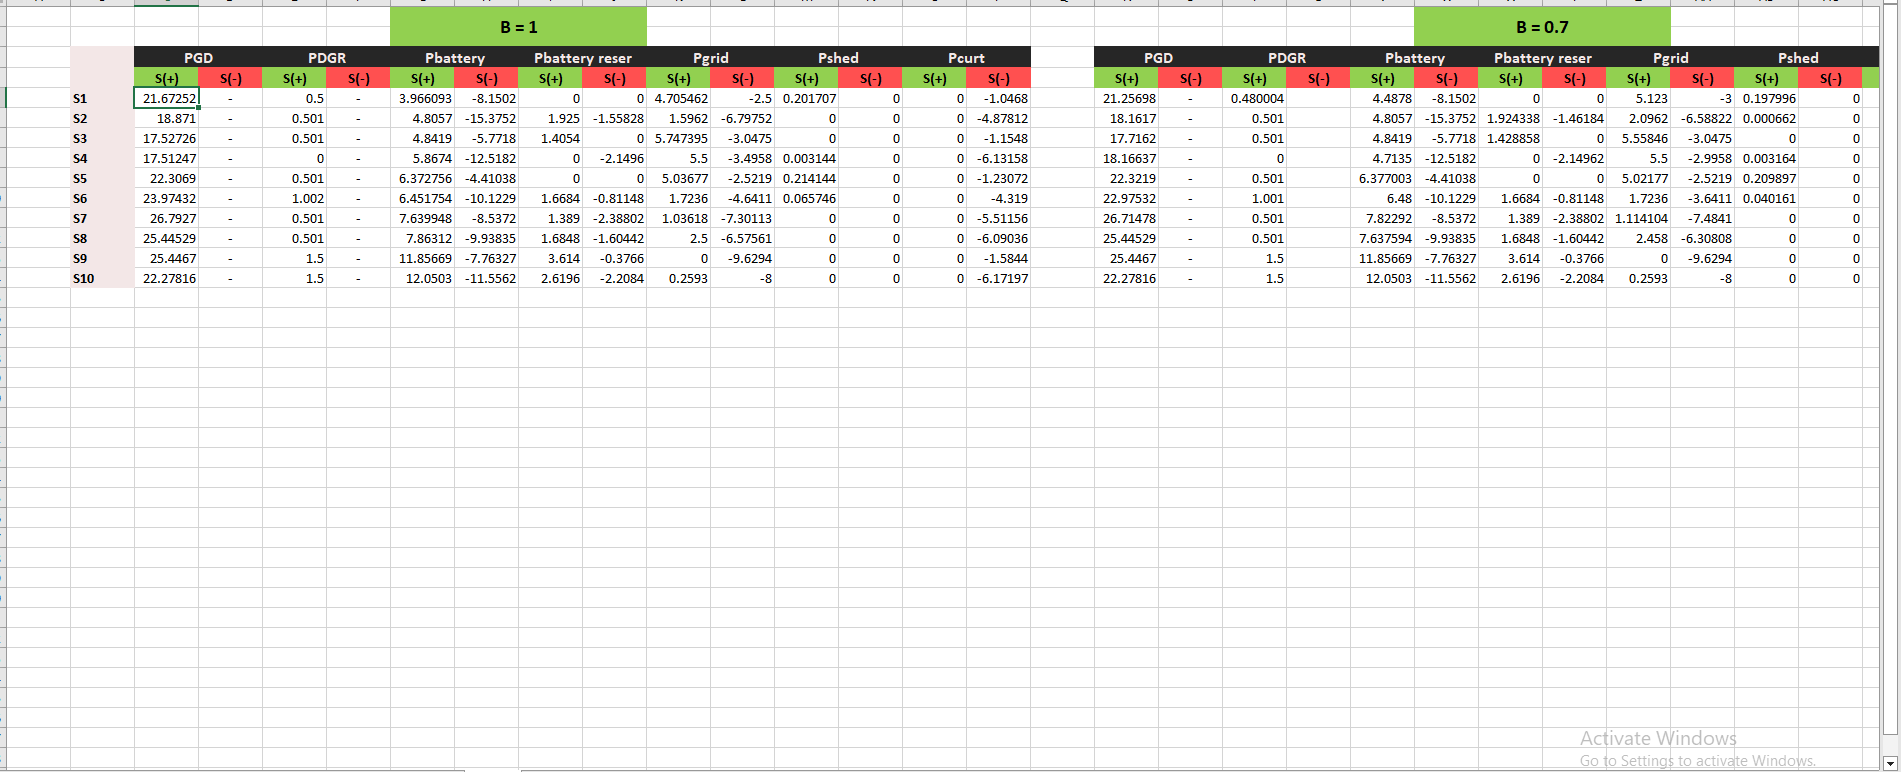 B = 1 B = 0.7
PGD PDGR Pbattery Pbattery reser Pgrid Pshed Pcurt PGD PDGR Pbattery Pbattery reser Pgrid Pshed
S(+) S(-) S(+) S(-) S(+) S(-) S(+) S(-) S(+) S(-) S(+) S(-) S(+) S(-) S(+) S(-) S(+) S(-) S(+) S(-) S(+) S(-) S(+) S(-) S(+) S(-)
S1 21.67252 - 0.5 - 3.966093 -8.1502 0 0 4.705462 -2.5 0.201707 0 0 -1.0468 21.25698 - 0.480004 4.4878 -8.1502 0 0 5.123 -3 0.197996 0
S2 18.871 - 0.501 - 4.8057 -15.3752 1.925 -1.55828 1.5962 -6.79752 0 0 0 -4.87812 18.1617 - 0.501 4.8057 -15.3752 1.924338 -1.46184 2.0962 -6.58822 0.000662 0
S3 17.52726 - 0.501 - 4.8419 -5.7718 1.4054 0 5.747395 -3.0475 0 0 0 -1.1548 17.7162 - 0.501 4.8419 -5.7718 1.428858 0 5.55846 -3.0475 0 0
S4 17.51247 - 0 - 5.8674 -12.5182 0 -2.1496 5.5 -3.4958 0.003144 0 0 -6.13158 18.16637 - 0 4.7135 -12.5182 0 -2.14962 5.5 -2.9958 0.003164 0
S5 22.3069 - 0.501 - 6.372756 -4.41038 0 0 5.03677 -2.5219 0.214144 0 0 -1.23072 22.3219 - 0.501 6.377003 -4.41038 0 0 5.02177 -2.5219 0.209897 0
S6 23.97432 - 1.002 - 6.451754 -10.1229 1.6684 -0.81148 1.7236 -4.6411 0.065746 0 0 -4.319 22.97532 - 1.001 6.48 -10.1229 1.6684 -0.81148 1.7236 -3.6411 0.040161 0
S7 26.7927 - 0.501 - 7.639948 -8.5372 1.389 -2.38802 1.03618 -7.30113 0 0 0 -5.51156 26.71478 - 0.501 7.82292 -8.5372 1.389 -2.38802 1.114104 -7.4841 0 0
S8 25.44529 - 0.501 - 7.86312 -9.93835 1.6848 -1.60442 2.5 -6.57561 0 0 0 -6.09036 25.44529 - 0.501 7.637594 -9.93835 1.6848 -1.60442 2.458 -6.30808 0 0
S9 25.4467 - 1.5 - 11.85669 -7.76327 3.614 -0.3766 0 -9.6294 0 0 0 -1.5844 25.4467 - 1.5 11.85669 -7.76327 3.614 -0.3766 0 -9.6294 0 0
S10 22.27816 - 1.5 - 12.0503 -11.5562 2.6196 -2.2084 0.2593 -8 0 0 0 -6.17197 22.27816 - 1.5 12.0503 -11.5562 2.6196 -2.2084 0.2593 -8 0 0
Activate Windows
Go to Settings to activate Windows.